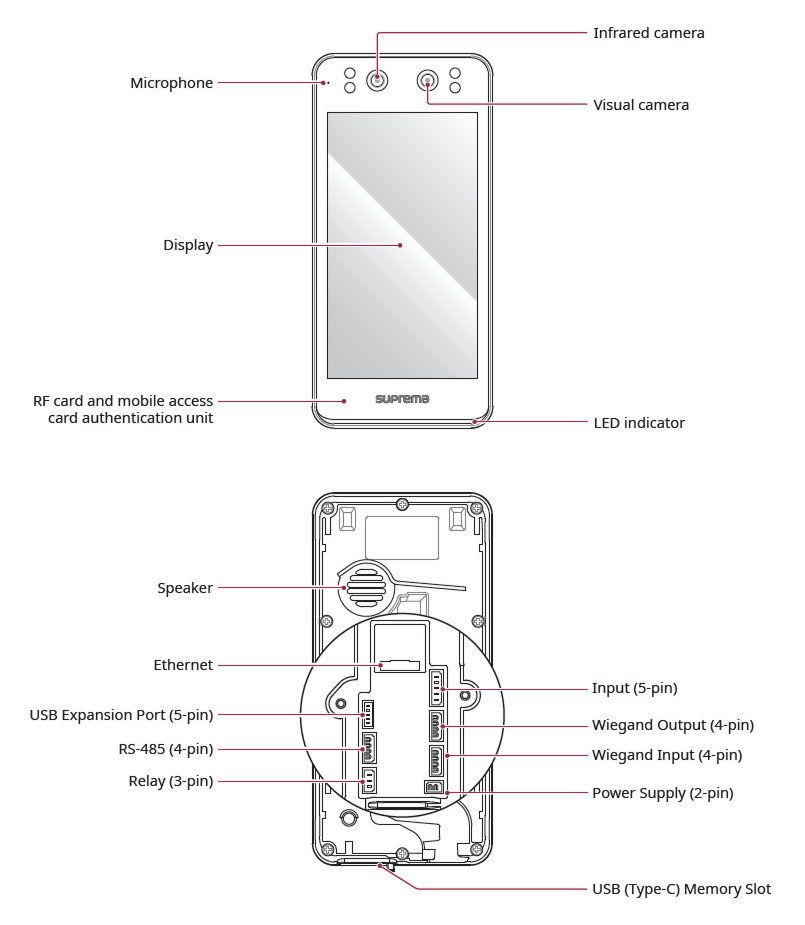 Infrared camera
Microphone
Visual camera
Display
RF card and mobile access
card authentication unit
suprema
LED indicator
Speaker
Ethernet
Input (5-pin)
USB Expansion Port (5-pin)
Wiegand Output (4-pin)
RS-485 (4-pin)
Wiegand Input (4-pin)
Relay (3-pin)
Power Supply (2-pin)
USB (Type-C) Memory Slot